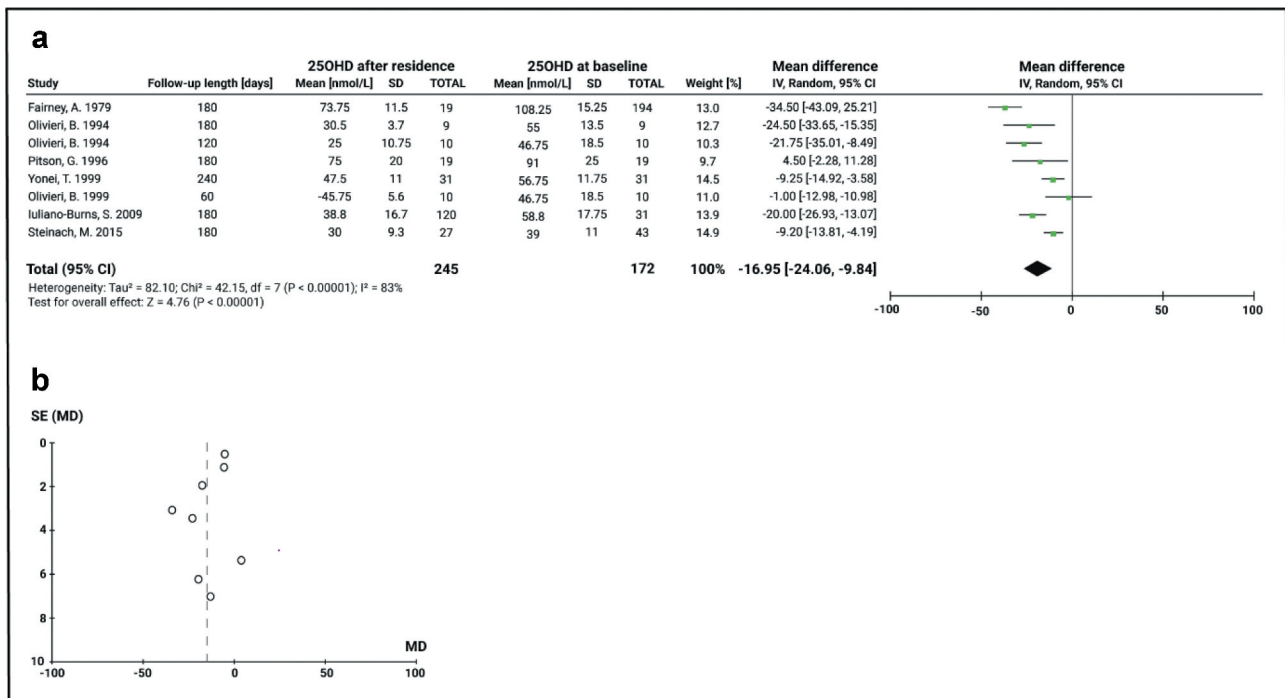 a
25OHD after residence 25OHD at baseline Mean difference Mean difference
Study Follow-up length [days] Mean [nmol/L] SD TOTAL Mean [nmol/L] SD TOTAL Weight [%] IV, Random, 95% CI IV, Random, 95% CI
Fairney, A. 1979 180 73.75 11.5 19 108.25 15.25 194 13.0 -34.50 [-43.09, 25.21]
Olivieri, B. 1994 180 30.5 3.7 9 55 13.5 9 12.7 -24.50 [-33.65, -15.35]
Olivieri, B. 1994 120 25 10.75 10 46.75 18.5 10 10.3 -21.75 [-35.01, -8.49]
Pitson, G. 1996 180 75 20 19 91 25 19 9.7 4.50 [-2.28, 11.28]
Yonei, T. 1999 240 47.5 11 31 56.75 11.75 31 14.5 -9.25 [-14.92, -3.58]
Olivieri, B. 1999 60 -45.75 5.6 10 46.75 18.5 10 11.0 -1.00 [-12.98, -10.98]
Iuliano-Burns, S. 2009 180 38.8 16.7 120 58.8 17.75 31 13.9 -20.00 [-26.93, -13.07]
Steinach, M. 2015 180 30 9.3 27 39 11 43 14.9 -9.20 [-13.81, -4.19]
Total (95% CI) 245 172 100% -16.95 [-24.06, -9.84]
Heterogeneity: Tau² = 82.10; Chi² = 42.15, df = 7 (P < 0.00001); I² = 83%
Test for overall effect: Z = 4.76 (P < 0.00001)
-100 -50 0 50 100
b
SE (MD)
0
2
4
6
8
10
MD
-100 -50 0 50 100